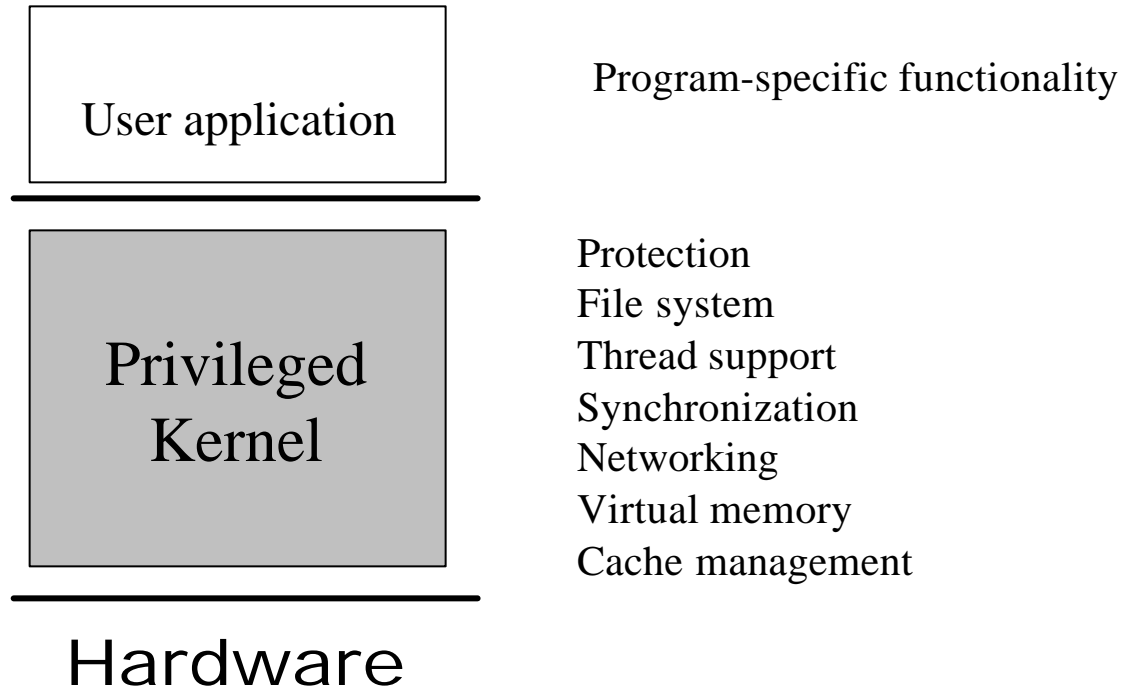 User application
Program-specific functionality
Privileged
Kernel
Protection
File system
Thread support
Synchronization
Networking
Virtual memory
Cache management
Hardware